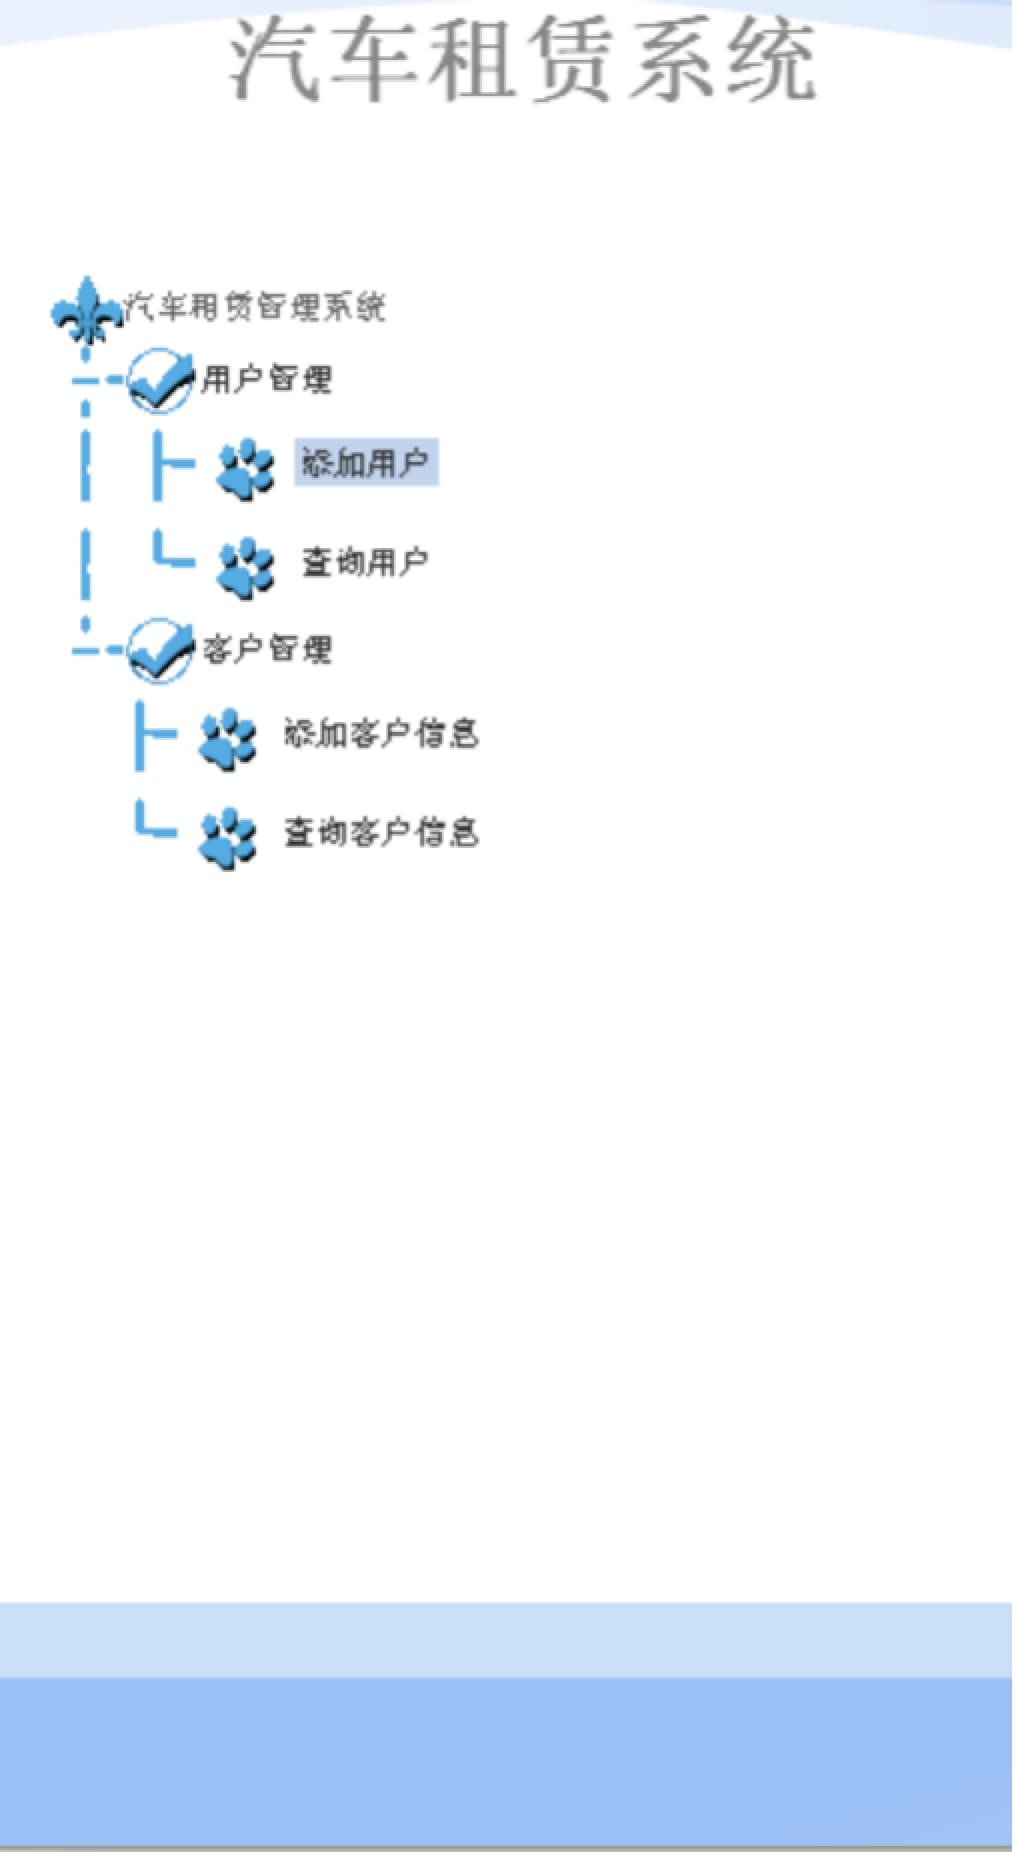 汽车租赁系统
汽车租赁管理系统
用户管理
添加用户
查询用户
客户管理
添加客户信息
查询客户信息